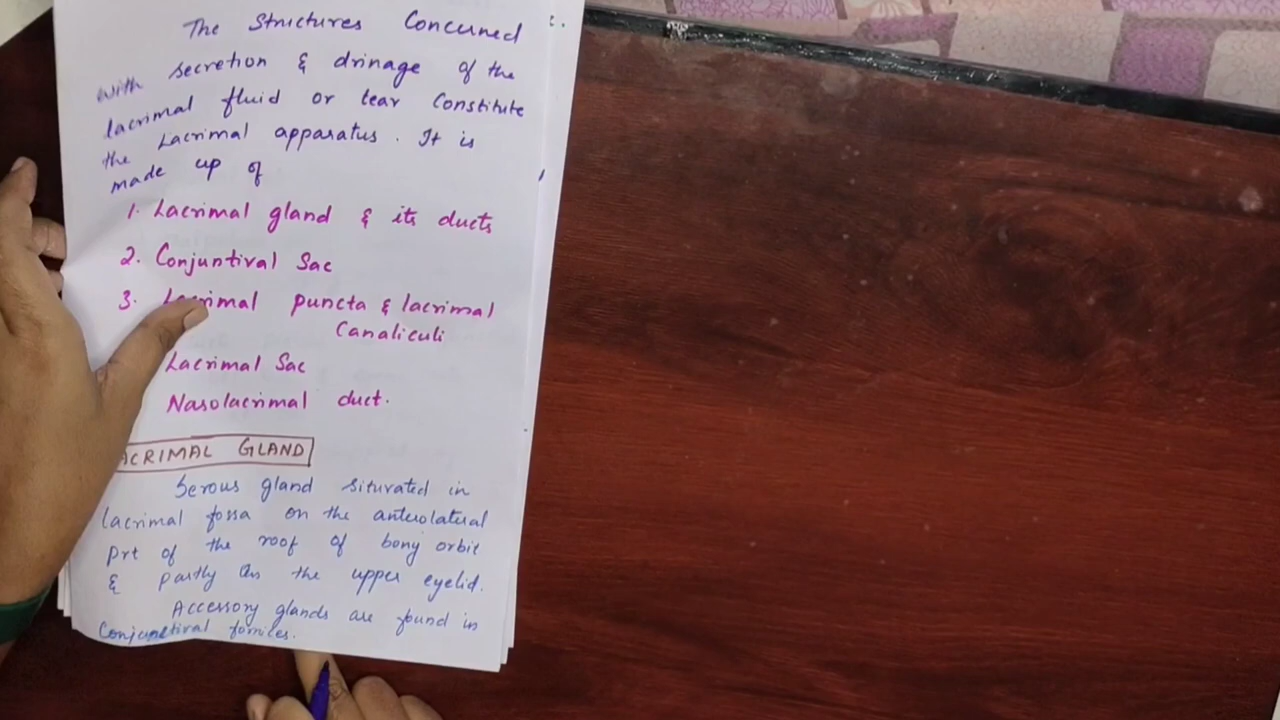 The Structures Concerned
with secretion & drinage of the
lacrimal fluid or tear Constitute
the Lacrimal apparatus. It is
made up of
1. Lacrimal gland & its ducts
2. Conjuntival Sac
3. Lacrimal puncta & lacrimal
Canaliculi
Lacrimal Sac
Nasolacrimal duct.
ACRIMAL GLAND
Serous gland siturated in
lacrimal fossa on the anterolateral
prt of the roof of bony orbit
& partly on the upper eyelid.
Accessory glands are found in
Conjunctival fornices.